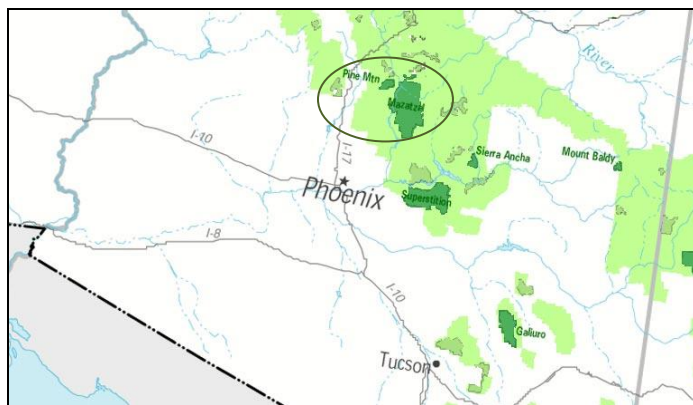 River
Pine Mtn
Mazatzal
I-10
I-17
Sierra Ancha
Mount Baldy
Phoenix
Superstition
I-8
I-10
Galiuro
Tucson